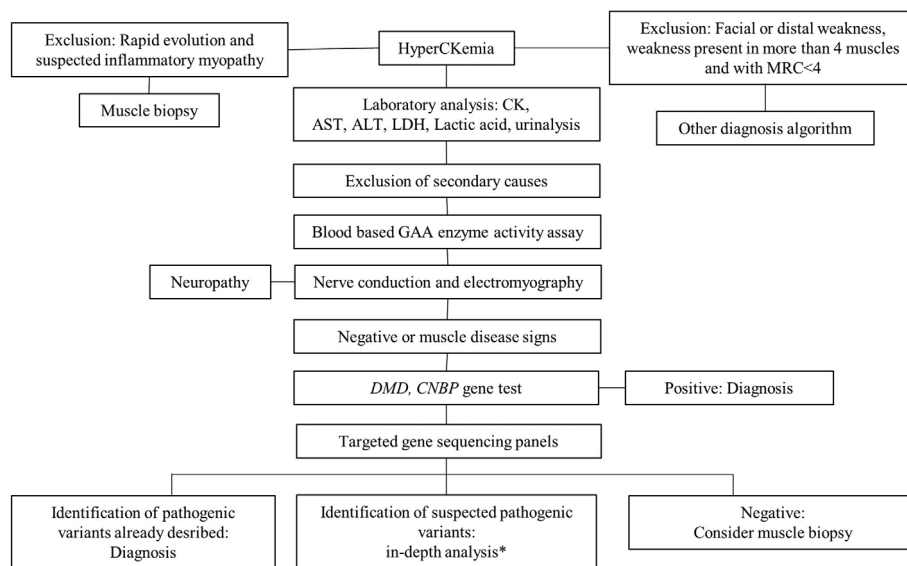 Exclusion: Rapid evolution and
suspected inflammatory myopathy
HyperCKemia
Exclusion: Facial or distal weakness,
weakness present in more than 4 muscles
and with MRC<4
Muscle biopsy
Laboratory analysis: CK,
AST, ALT, LDH, Lactic acid, urinalysis
Other diagnosis algorithm
Exclusion of secondary causes
Blood based GAA enzyme activity assay
Neuropathy
Nerve conduction and electromyography
Negative or muscle disease signs
DMD, CNBP gene test
Positive: Diagnosis
Targeted gene sequencing panels
Identification of pathogenic
variants already desribed:
Diagnosis
Identification of suspected pathogenic
variants:
in-depth analysis*
Negative:
Consider muscle biopsy